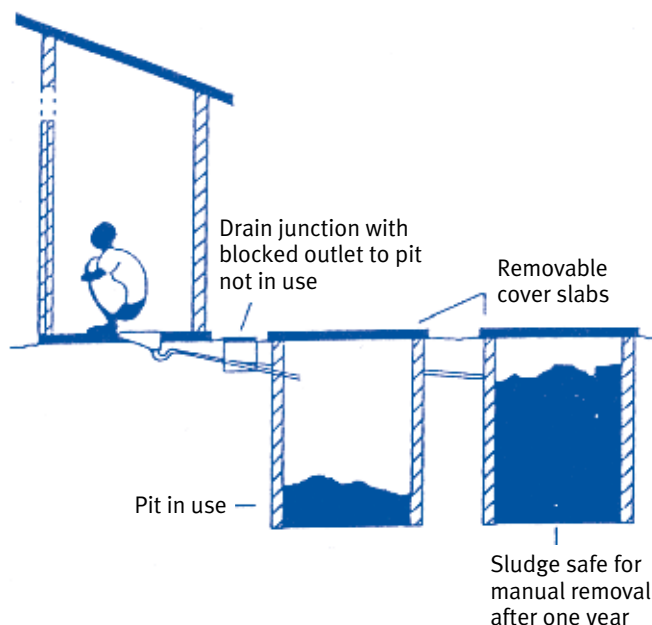 Drain junction with
blocked outlet to pit
not in use
Removable
cover slabs
Pit in use
Sludge safe for
manual removal
after one year